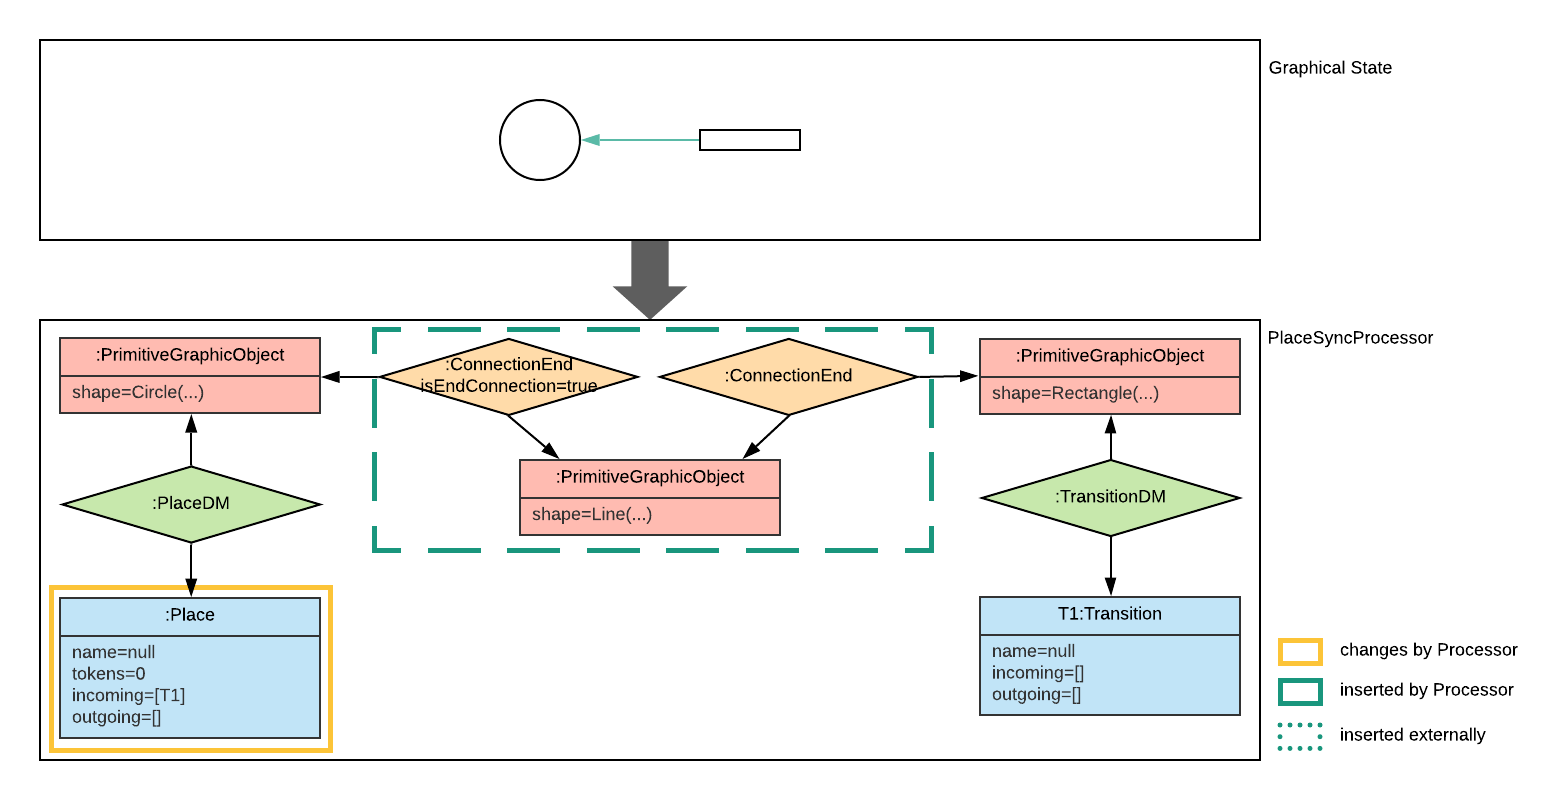 Graphical State
PlaceSyncProcessor
:PrimitiveGraphicObject
shape=Circle(...)
:ConnectionEnd
isEndConnection=true
:ConnectionEnd
:PrimitiveGraphicObject
shape=Rectangle(...)
:PrimitiveGraphicObject
shape=Line(...)
:PlaceDM
:TransitionDM
:Place
name=null
tokens=0
incoming=[T1]
outgoing=[]
T1:Transition
name=null
incoming=[]
outgoing=[]
changes by Processor
inserted by Processor
inserted externally